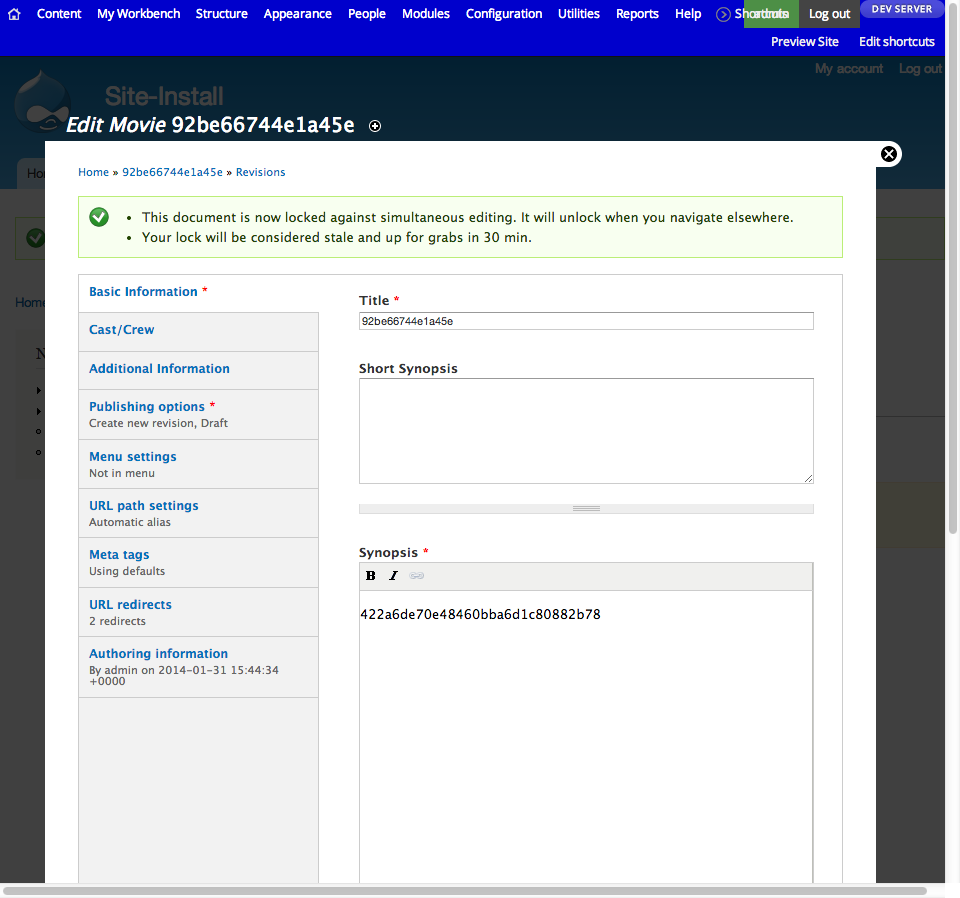 Content My Workbench Structure Appearance People Modules Configuration Utilities Reports Help Shortcuts Log out DEV SERVER
Preview Site Edit shortcuts
My account Log out
Site-Install
Edit Movie 92be66744e1a45e
Home » 92be66744e1a45e » Revisions
This document is now locked against simultaneous editing. It will unlock when you navigate elsewhere.
Your lock will be considered stale and up for grabs in 30 min.
Home
Basic Information *
Cast/Crew
Additional Information
Publishing options *
Create new revision, Draft
Menu settings
Not in menu
URL path settings
Automatic alias
Meta tags
Using defaults
URL redirects
2 redirects
Authoring information
By admin on 2014-01-31 15:44:34
+0000
Title *
92be66744e1a45e
Short Synopsis
Synopsis *
B I
422a6de70e48460bba6d1c80882b78